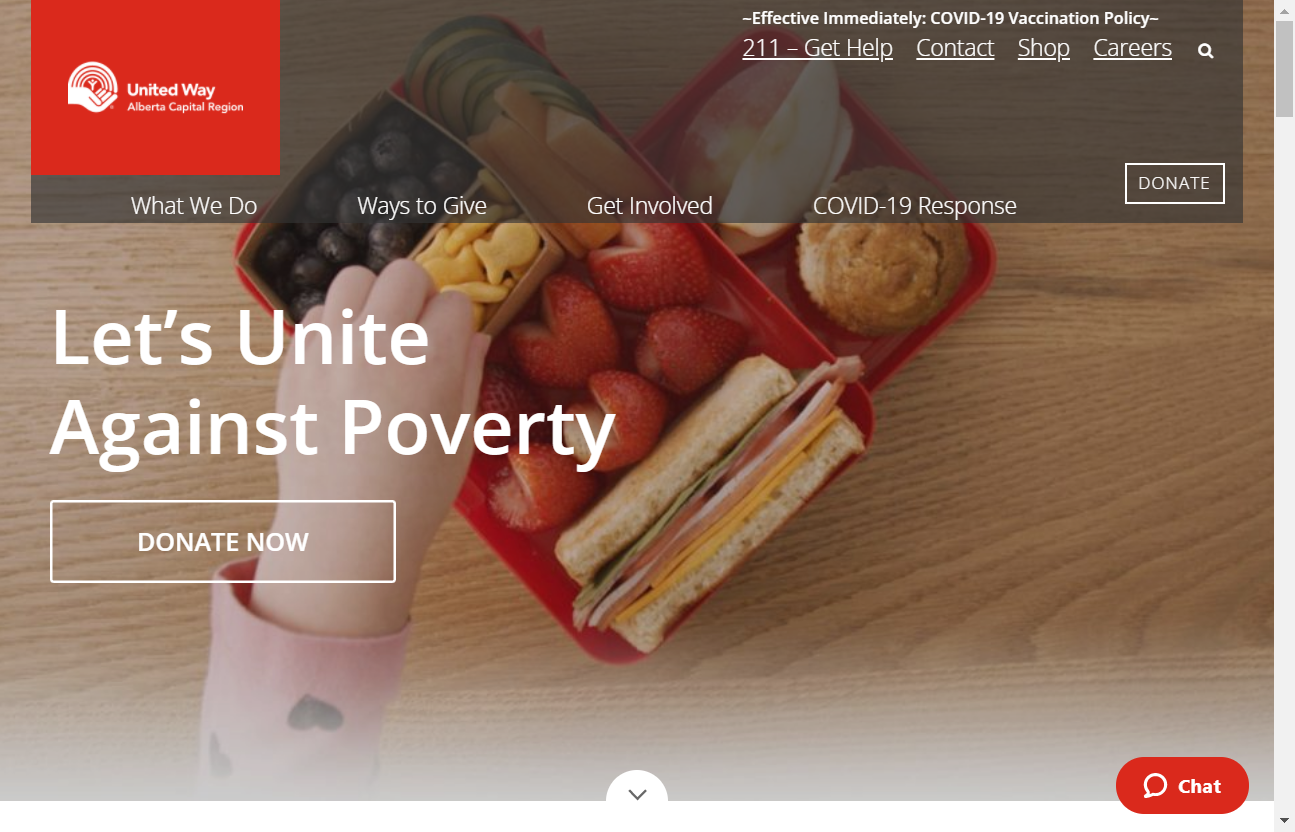 ~Effective Immediately: COVID-19 Vaccination Policy~
211 – Get Help Contact Shop Careers
United Way
Alberta Capital Region
DONATE
What We Do Ways to Give Get Involved COVID-19 Response
Let's Unite
Against Poverty
DONATE NOW
Chat